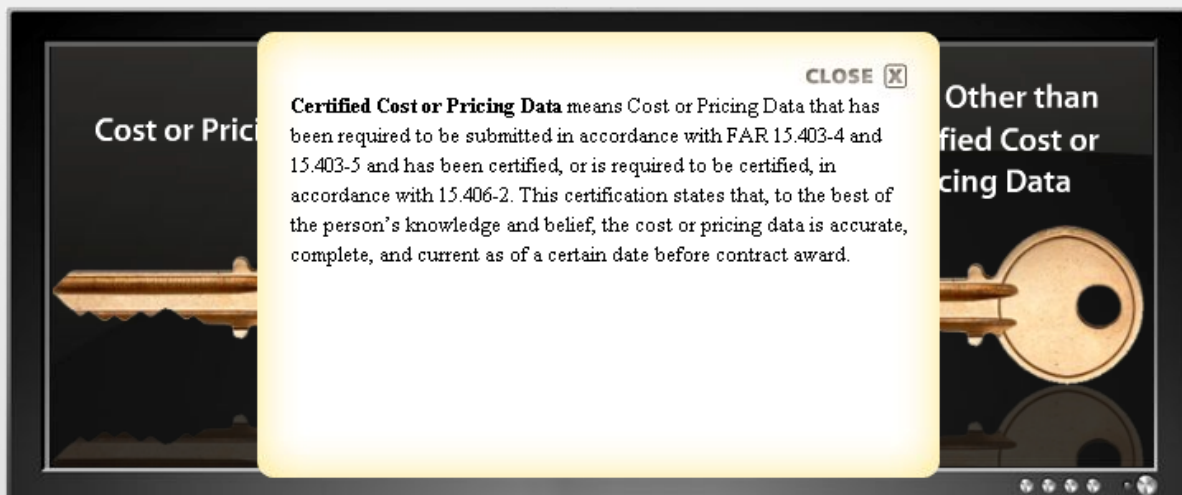 CLOSE X
Certified Cost or Pricing Data means Cost or Pricing Data that has
been required to be submitted in accordance with FAR 15.403-4 and
15.403-5 and has been certified, or is required to be certified, in
accordance with 15.406-2. This certification states that, to the best of
the person's knowledge and belief, the cost or pricing data is accurate,
complete, and current as of a certain date before contract award.
Cost or
Other than
Cost or
Data